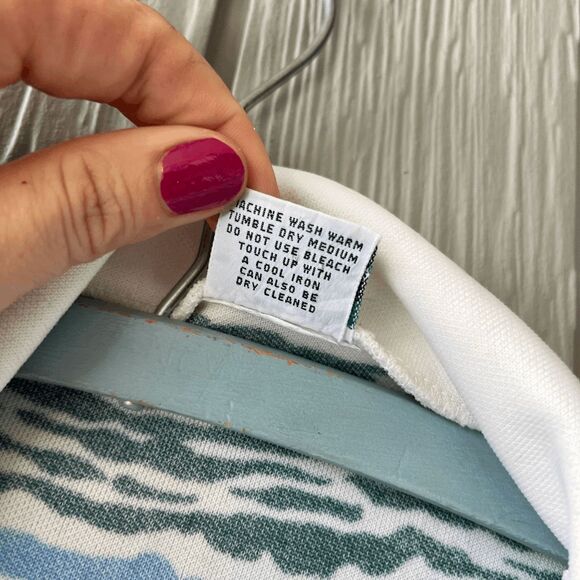 MACHINE WASH WARM
TUMBLE DRY MEDIUM
DO NOT USE BLEACH
TOUCH UP WITH
A COOL IRON
CAN ALSO BE
DRY CLEANED